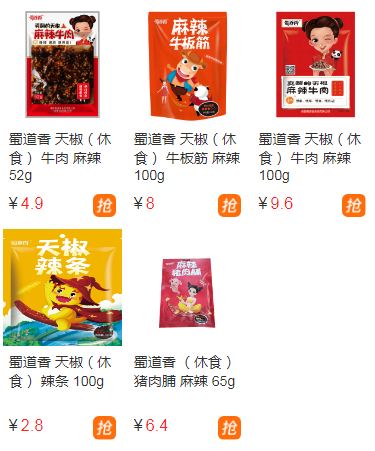 麻辣牛肉
麻辣
牛板筋
麻辣牛肉
蜀道香 天椒（休
食） 牛肉 麻辣
52g
¥4.9
抢
蜀道香 天椒（休
食） 牛板筋 麻辣
100g
¥8
抢
蜀道香 天椒（休
食） 牛肉 麻辣
100g
¥9.6
抢
天椒
辣条
麻辣
猪肉脯
蜀道香 天椒（休
食） 辣条 100g
¥2.8
抢
蜀道香 （休食）
猪肉脯 麻辣 65g
¥6.4
抢